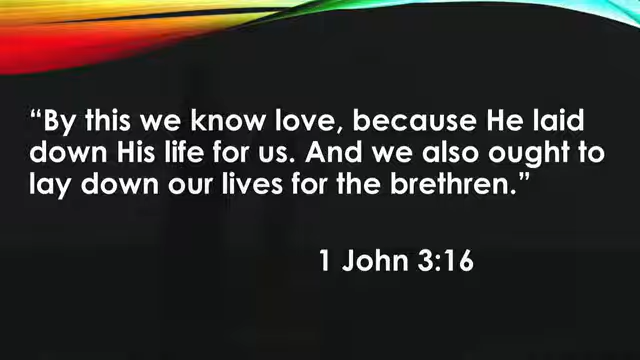 “By this we know love, because He laid
down His life for us. And we also ought to
lay down our lives for the brethren.”
1 John 3:16